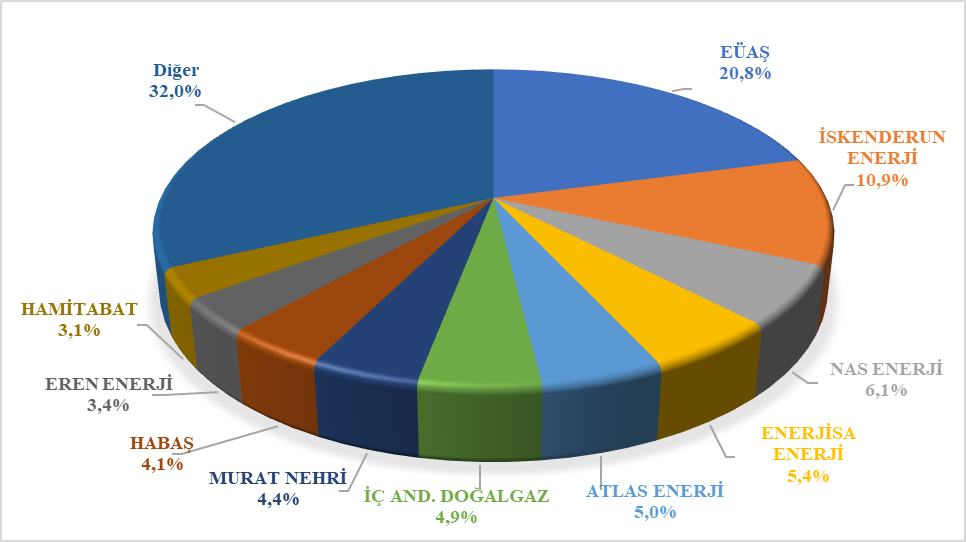 EÜAŞ
20,8%
İSKENDERUN
ENERJİ
10,9%
NAS ENERJİ
6,1%
ENERJİSA
ENERJİ
5,4%
ATLAS ENERJİ
5,0%
İÇ AND. DOĞALGAZ
4,9%
MURAT NEHRİ
4,4%
HABAŞ
4,1%
EREN ENERJİ
3,4%
HAMİTABAT
3,1%
Diğer
32,0%